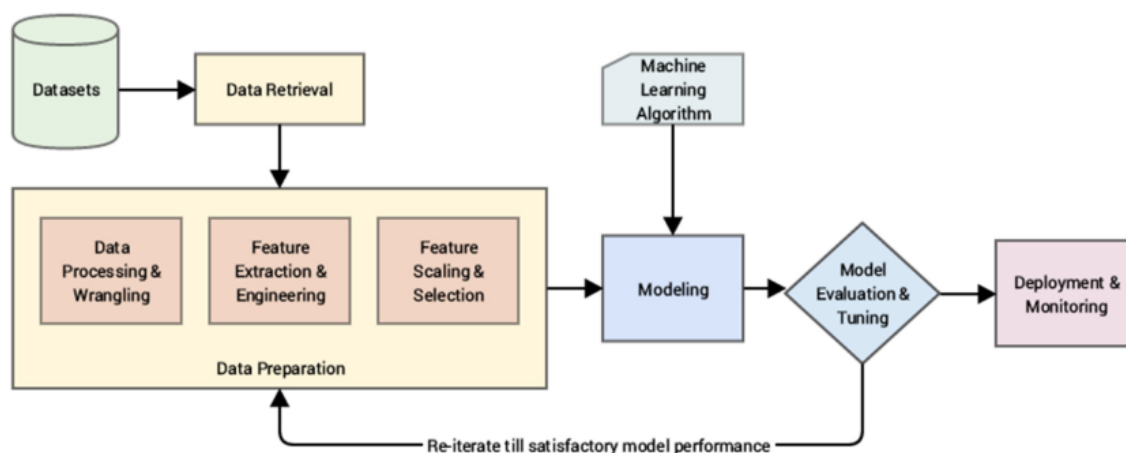 Datasets
Data Retrieval
Machine
Learning
Algorithm
Data
Processing &
Wrangling
Feature
Extraction &
Engineering
Feature
Scaling &
Selection
Data Preparation
Modeling
Model
Evaluation &
Tuning
Deployment &
Monitoring
Re-iterate till satisfactory model performance